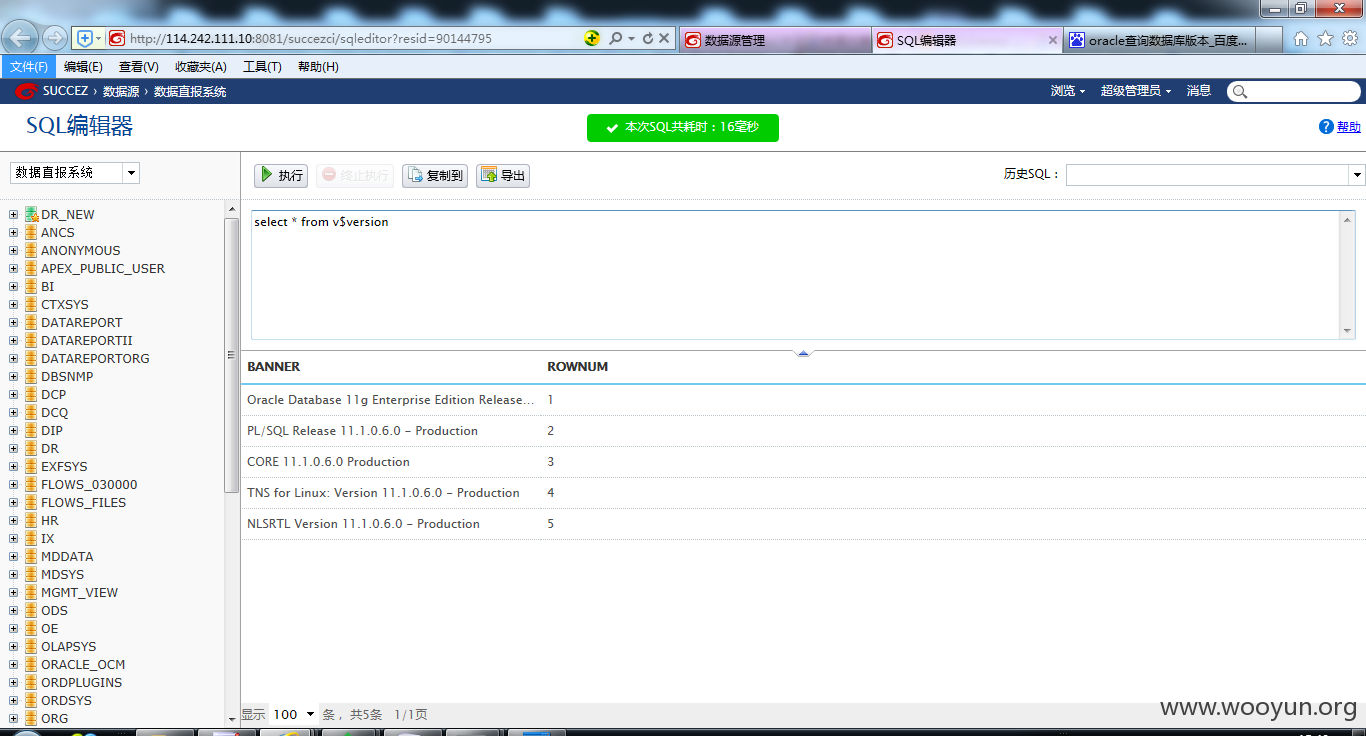 http://114.242.111.10:8081/succezci/sqleditor?resid=90144795
数据源管理
SQL编辑器
oracle查询数据库版本_百度...
文件(F) 编辑(E) 查看(V) 收藏夹(A) 工具(T) 帮助(H)
SUCCEZ › 数据源 › 数据直报系统
浏览 超级管理员 消息
SQL编辑器
本次SQL共耗时：16毫秒
帮助
数据直报系统
执行 终止执行 复制到 导出
历史SQL：
DR_NEW
ANCS
ANONYMOUS
APEX_PUBLIC_USER
BI
CTXSYS
DATAREPORT
DATAREPORTII
DATAREPORTORG
DBSNMP
DCP
DCQ
DIP
DR
EXFSYS
FLOWS_030000
FLOWS_FILES
HR
IX
MDDATA
MDSYS
MGMT_VIEW
ODS
OE
OLAPSYS
ORACLE_OCM
ORDPLUGINS
ORDSYS
ORG
select * from v$version
BANNER ROWNUM
Oracle Database 11g Enterprise Edition Release... 1
PL/SQL Release 11.1.0.6.0 - Production 2
CORE 11.1.0.6.0 Production 3
TNS for Linux: Version 11.1.0.6.0 - Production 4
NLSRTL Version 11.1.0.6.0 - Production 5
显示 100 条， 共5条 1/1页
www.wooyun.org